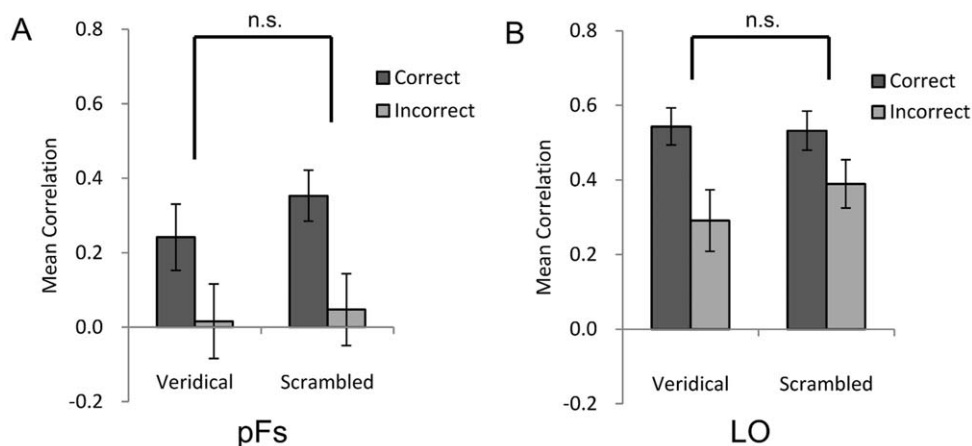 A
n.s.
0.8
0.6
0.4
0.2
0.0
-0.2
Mean Correlation
Correct
Incorrect
Veridical Scrambled
pFs
B
n.s.
0.8
0.6
0.4
0.2
0.0
-0.2
Mean Correlation
Correct
Incorrect
Veridical Scrambled
LO